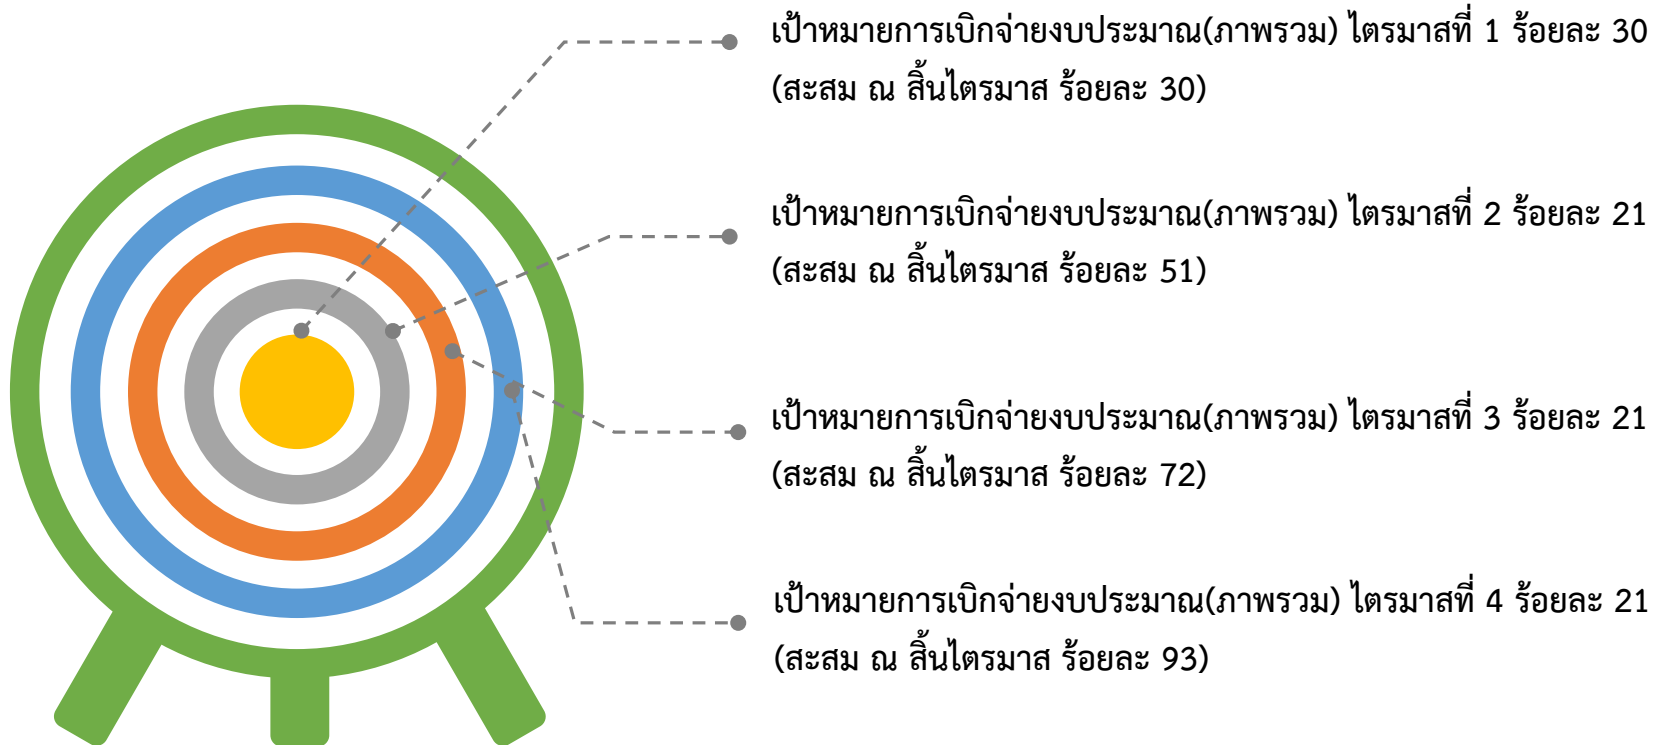 เป้าหมายการเบิกจ่ายงบประมาณ(ภาพรวม) ไตรมาสที่ 1 ร้อยละ 30
(สะสม ณ สิ้นไตรมาส ร้อยละ 30)
เป้าหมายการเบิกจ่ายงบประมาณ(ภาพรวม) ไตรมาสที่ 2 ร้อยละ 21
(สะสม ณ สิ้นไตรมาส ร้อยละ 51)
เป้าหมายการเบิกจ่ายงบประมาณ(ภาพรวม) ไตรมาสที่ 3 ร้อยละ 21
(สะสม ณ สิ้นไตรมาส ร้อยละ 72)
เป้าหมายการเบิกจ่ายงบประมาณ(ภาพรวม) ไตรมาสที่ 4 ร้อยละ 21
(สะสม ณ สิ้นไตรมาส ร้อยละ 93)